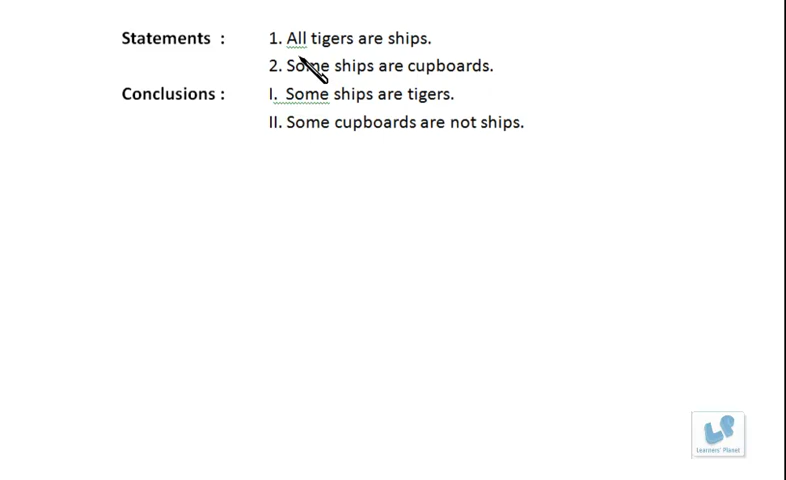 Statements : 1. All tigers are ships.
2. Some ships are cupboards.
Conclusions : I. Some ships are tigers.
II. Some cupboards are not ships.
LP
Learners' Planet